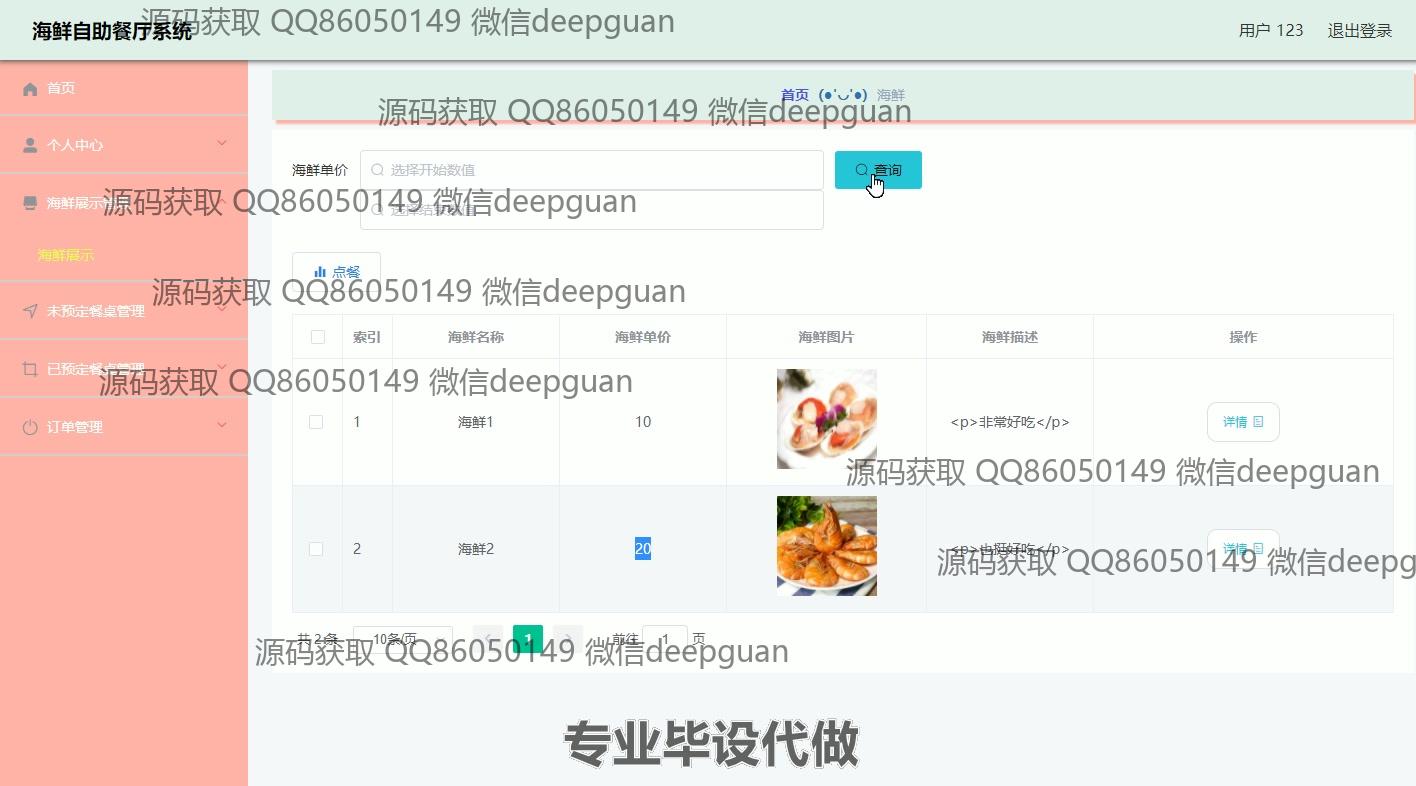 海鲜自助餐厅系统
源码获取 QQ86050149 微信deepguan
用户 123
退出登录
首页
首页 (●'◡'●) 海鲜
源码获取 QQ86050149 微信deepguan
个人中心
海鲜单价
选择开始数值
查询
海鲜展示
源码获取 QQ86050149 微信deepguan
选择结束数值
海鲜展示
点餐
源码获取 QQ86050149 微信deepguan
未预定餐桌管理
索引 海鲜名称 海鲜单价 海鲜图片 海鲜描述 操作
已预定餐桌管理
源码获取 QQ86050149 微信deepguan
订单管理
1 海鲜1 10 <p>非常好吃</p> 详情
源码获取 QQ86050149 微信deepguan
2 海鲜2 20 <p>也挺好吃</p> 详情
源码获取 QQ86050149 微信deepg
共 2 条 10条/页 1 前往 1 页
源码获取 QQ86050149 微信deepguan
专业毕设代做